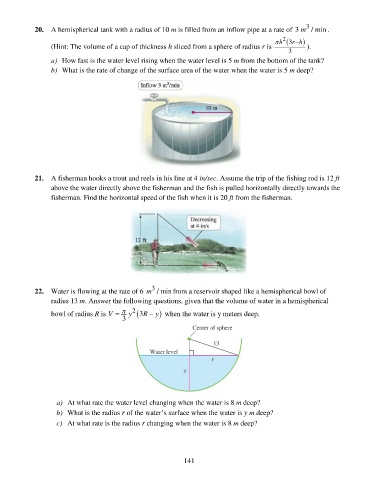 20. A hemispherical tank with a radius of 10 m is filled from an inflow pipe at a rate of 3 m³ / min .
(Hint: The volume of a cap of thickness h sliced from a sphere of radius r is πh²(3r–h)/3 ).
a) How fast is the water level rising when the water level is 5 m from the bottom of the tank?
b) What is the rate of change of the surface area of the water when the water is 5 m deep?
Inflow 3 m³/min
10 m
21. A fisherman hooks a trout and reels in his line at 4 in/sec. Assume the trip of the fishing rod is 12 ft
above the water directly above the fisherman and the fish is pulled horizontally directly towards the
fisherman. Find the horizontal speed of the fish when it is 20 ft from the fisherman.
Decreasing
at 4 in/s
12 ft
22. Water is flowing at the rate of 6 m³ / min from a reservoir shaped like a hemispherical bowl of
radius 13 m. Answer the following questions, given that the volume of water in a hemispherical
bowl of radius R is V = π/3 y² (3R – y) when the water is y meters deep.
Center of sphere
13
Water level
r
y
a) At what rate the water level changing when the water is 8 m deep?
b) What is the radius r of the water's surface when the water is y m deep?
c) At what rate is the radius r changing when the water is 8 m deep?
141